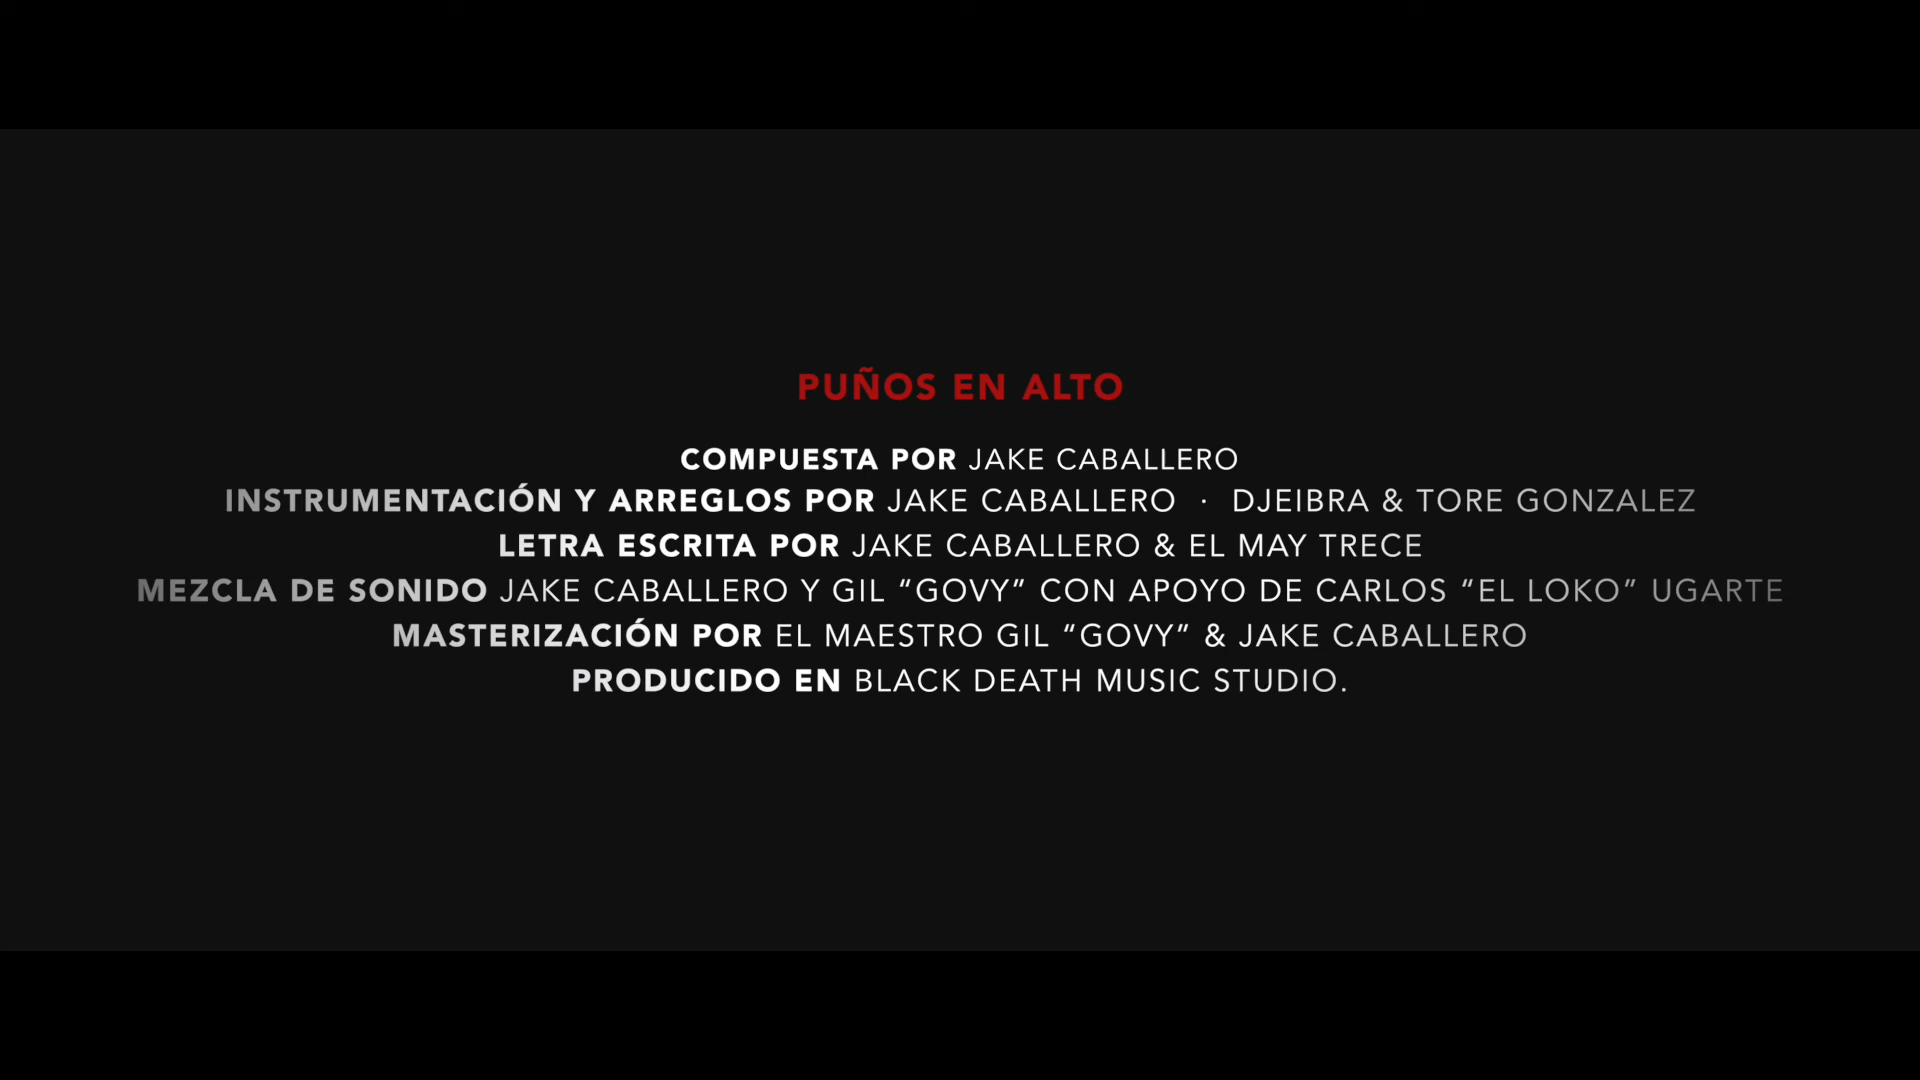 PUÑOS EN ALTO
COMPUESTA POR JAKE CABALLERO
INSTRUMENTACIÓN Y ARREGLOS POR JAKE CABALLERO · DJEIBRA & TORE GONZALEZ
LETRA ESCRITA POR JAKE CABALLERO & EL MAY TRECE
MEZCLA DE SONIDO JAKE CABALLERO Y GIL “GOVY” CON APOYO DE CARLOS “EL LOKO” UGARTE
MASTERIZACIÓN POR EL MAESTRO GIL “GOVY” & JAKE CABALLERO
PRODUCIDO EN BLACK DEATH MUSIC STUDIO.